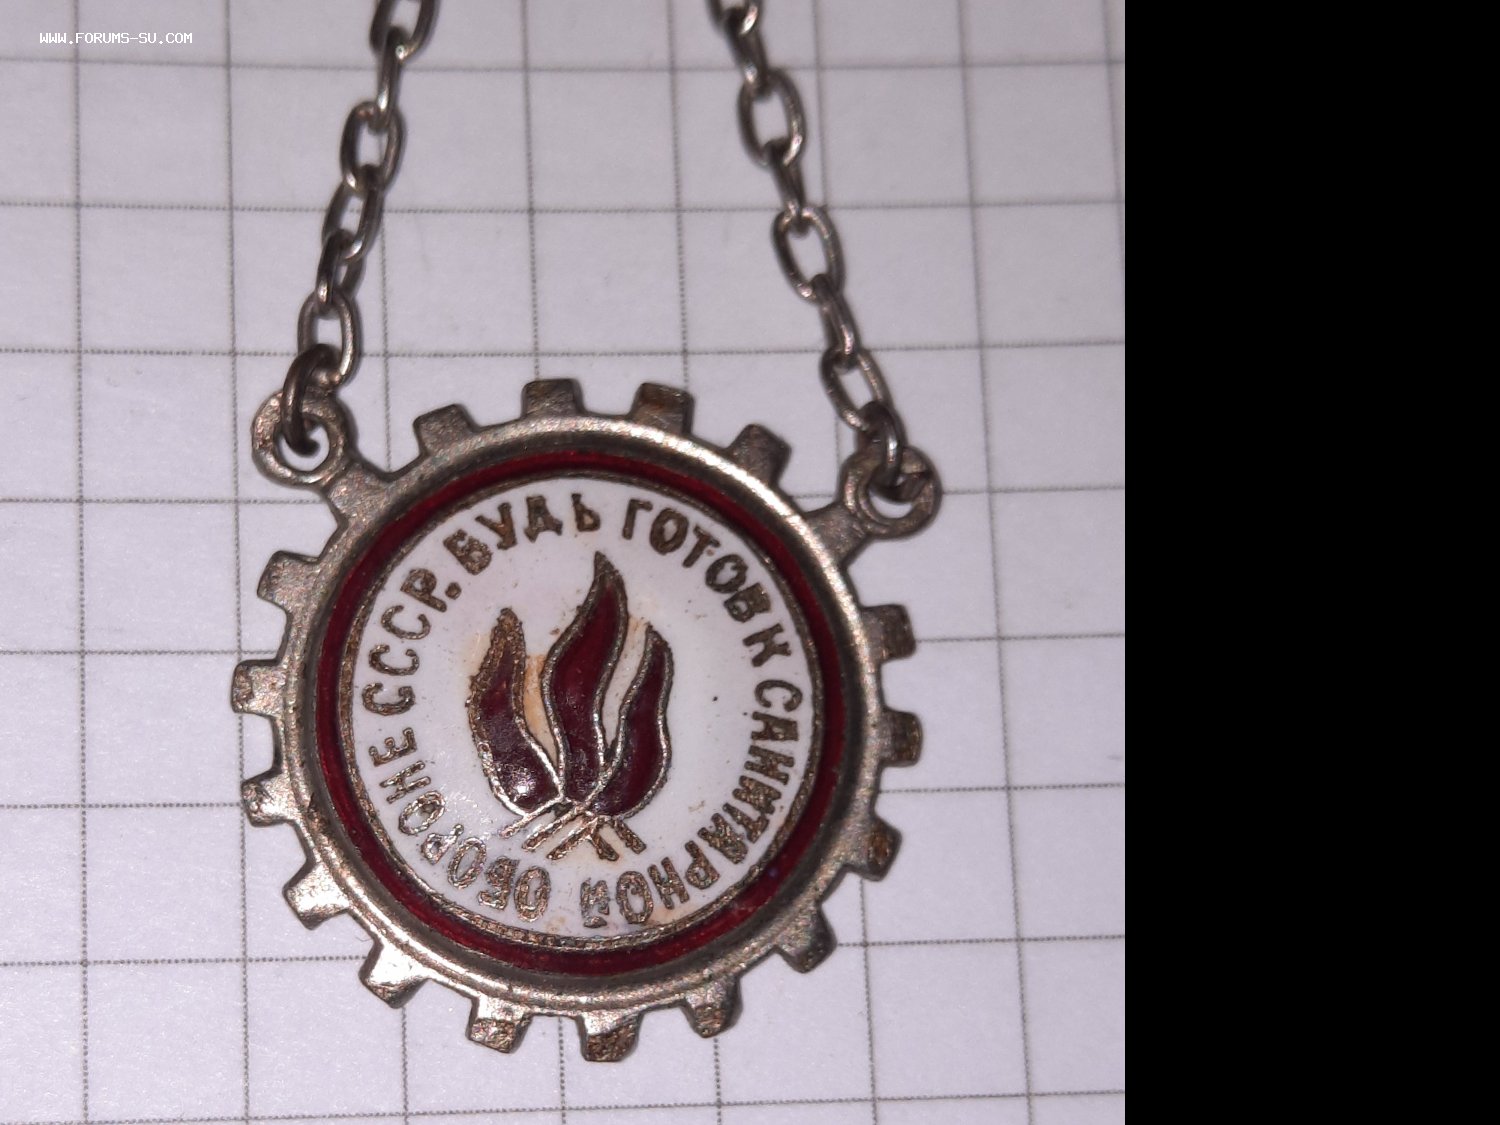 WWW.FORUMS-SU.COM
БУДЬ ГОТОВ К САНИТАРНОЙ ОБОРОНЕ СССР.